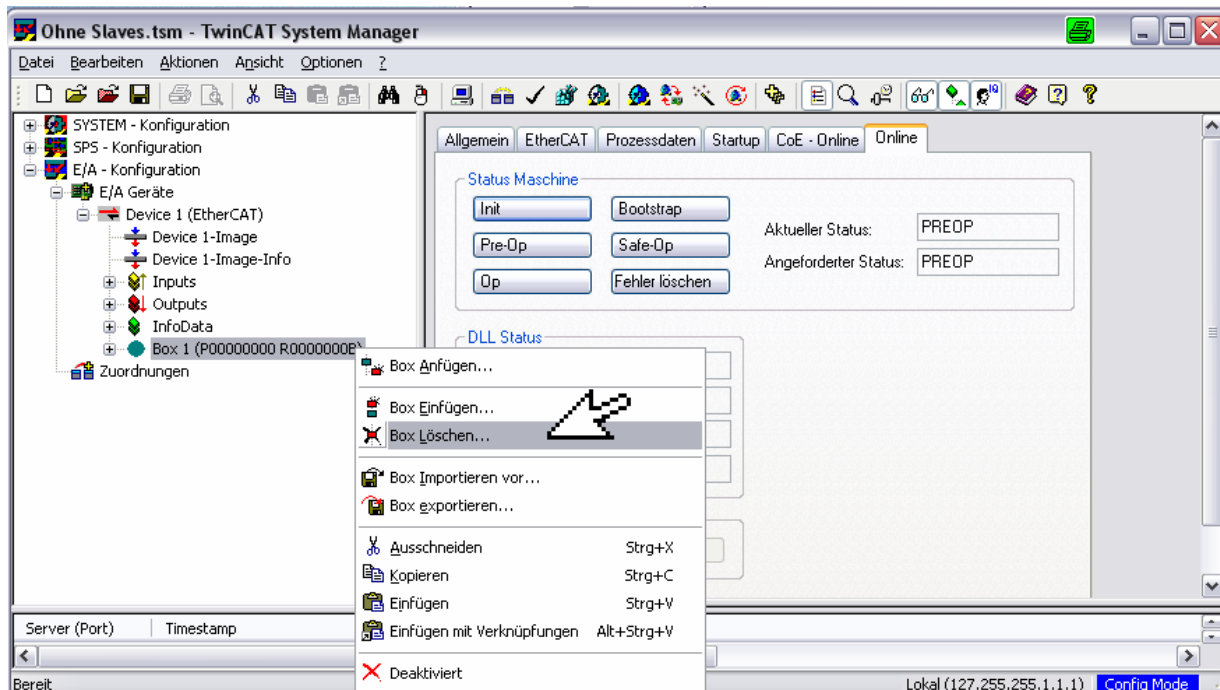 Ohne Slaves.tsm - TwinCAT System Manager
Datei Bearbeiten Aktionen Ansicht Optionen ?
SYSTEM - Konfiguration
SPS - Konfiguration
E/A - Konfiguration
E/A Geräte
Device 1 (EtherCAT)
Device 1-Image
Device 1-Image-Info
Inputs
Outputs
InfoData
Box 1 (P00000000 R0000000B)
Zuordnungen
Allgemein EtherCAT Prozessdaten Startup CoE - Online Online
Status Maschine
Init Bootstrap
Pre-Op Safe-Op
Op Fehler löschen
Aktueller Status: PREOP
Angeforderter Status: PREOP
DLL Status
Box Anfügen...
Box Einfügen...
Box Löschen...
Box Importieren vor...
Box exportieren...
Ausschneiden Strg+X
Kopieren Strg+C
Einfügen Strg+V
Einfügen mit Verknüpfungen Alt+Strg+V
Deaktiviert
Server (Port) Timestamp
Bereit Lokal (127.255.255.1.1.1) Config Mode